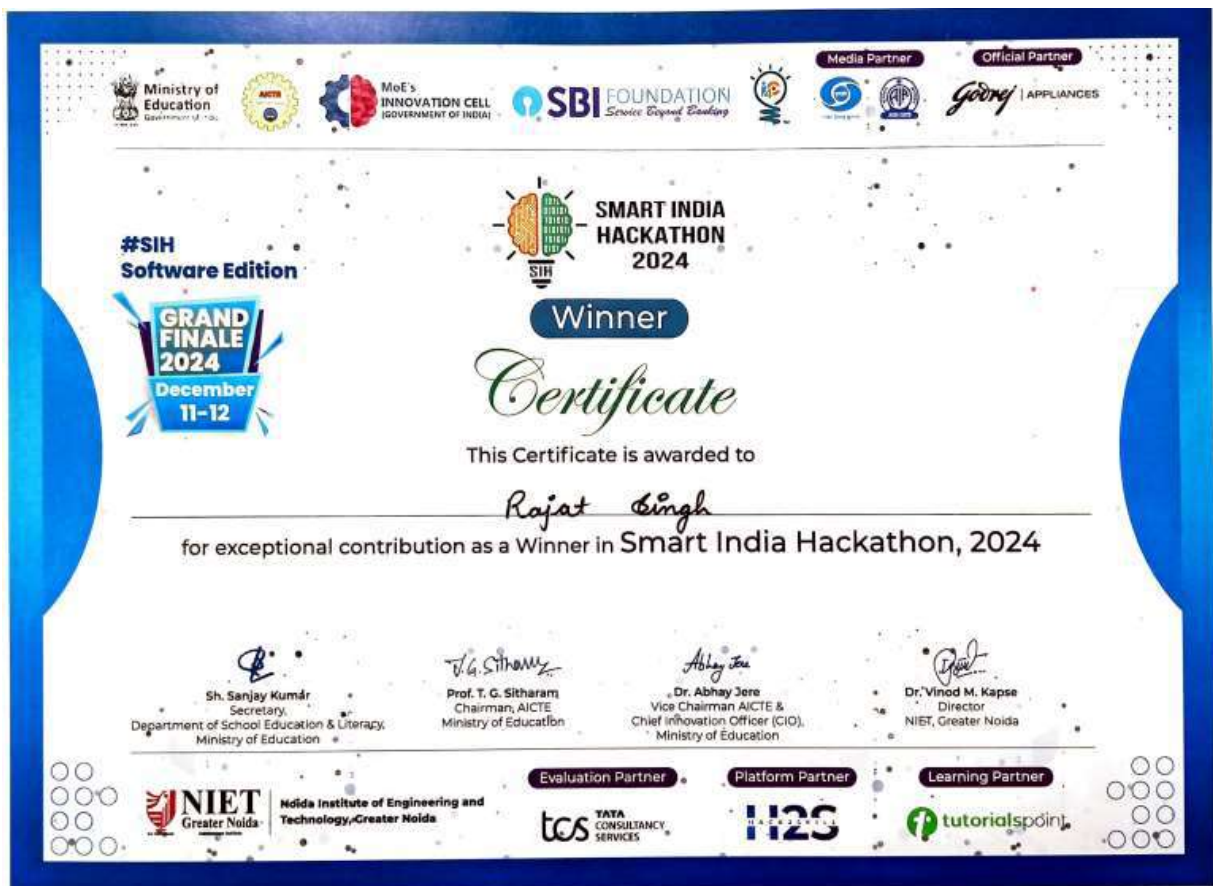 Media Partner
Official Partner
Ministry of
Education
AICTE
MoE's
INNOVATION CELL
(GOVERNMENT OF INDIA)
SBI FOUNDATION
Service Beyond Banking
Godrej | APPLIANCES
#SIH
Software Edition
SIH
SMART INDIA
HACKATHON
2024
GRAND
FINALE
2024
December
11-12
Winner
Certificate
This Certificate is awarded to
Rajat Singh
for exceptional contribution as a Winner in Smart India Hackathon, 2024
T.G. Sitharam
Abhay Jere
Sh. Sanjay Kumar
Secretary,
Department of School Education & Literacy,
Ministry of Education
Prof. T. G. Sitharam
Chairman, AICTE
Ministry of Education
Dr. Abhay Jere
Vice Chairman AICTE &
Chief Innovation Officer (CIO),
Ministry of Education
Dr. Vinod M. Kapse
Director
NIET, Greater Noida
NIET
Greater Noida
Noida Institute of Engineering and
Technology, Greater Noida
Evaluation Partner
tcs TATA
CONSULTANCY
SERVICES
Platform Partner
H2S
HACK2SKILL
Learning Partner
tutorialspoint